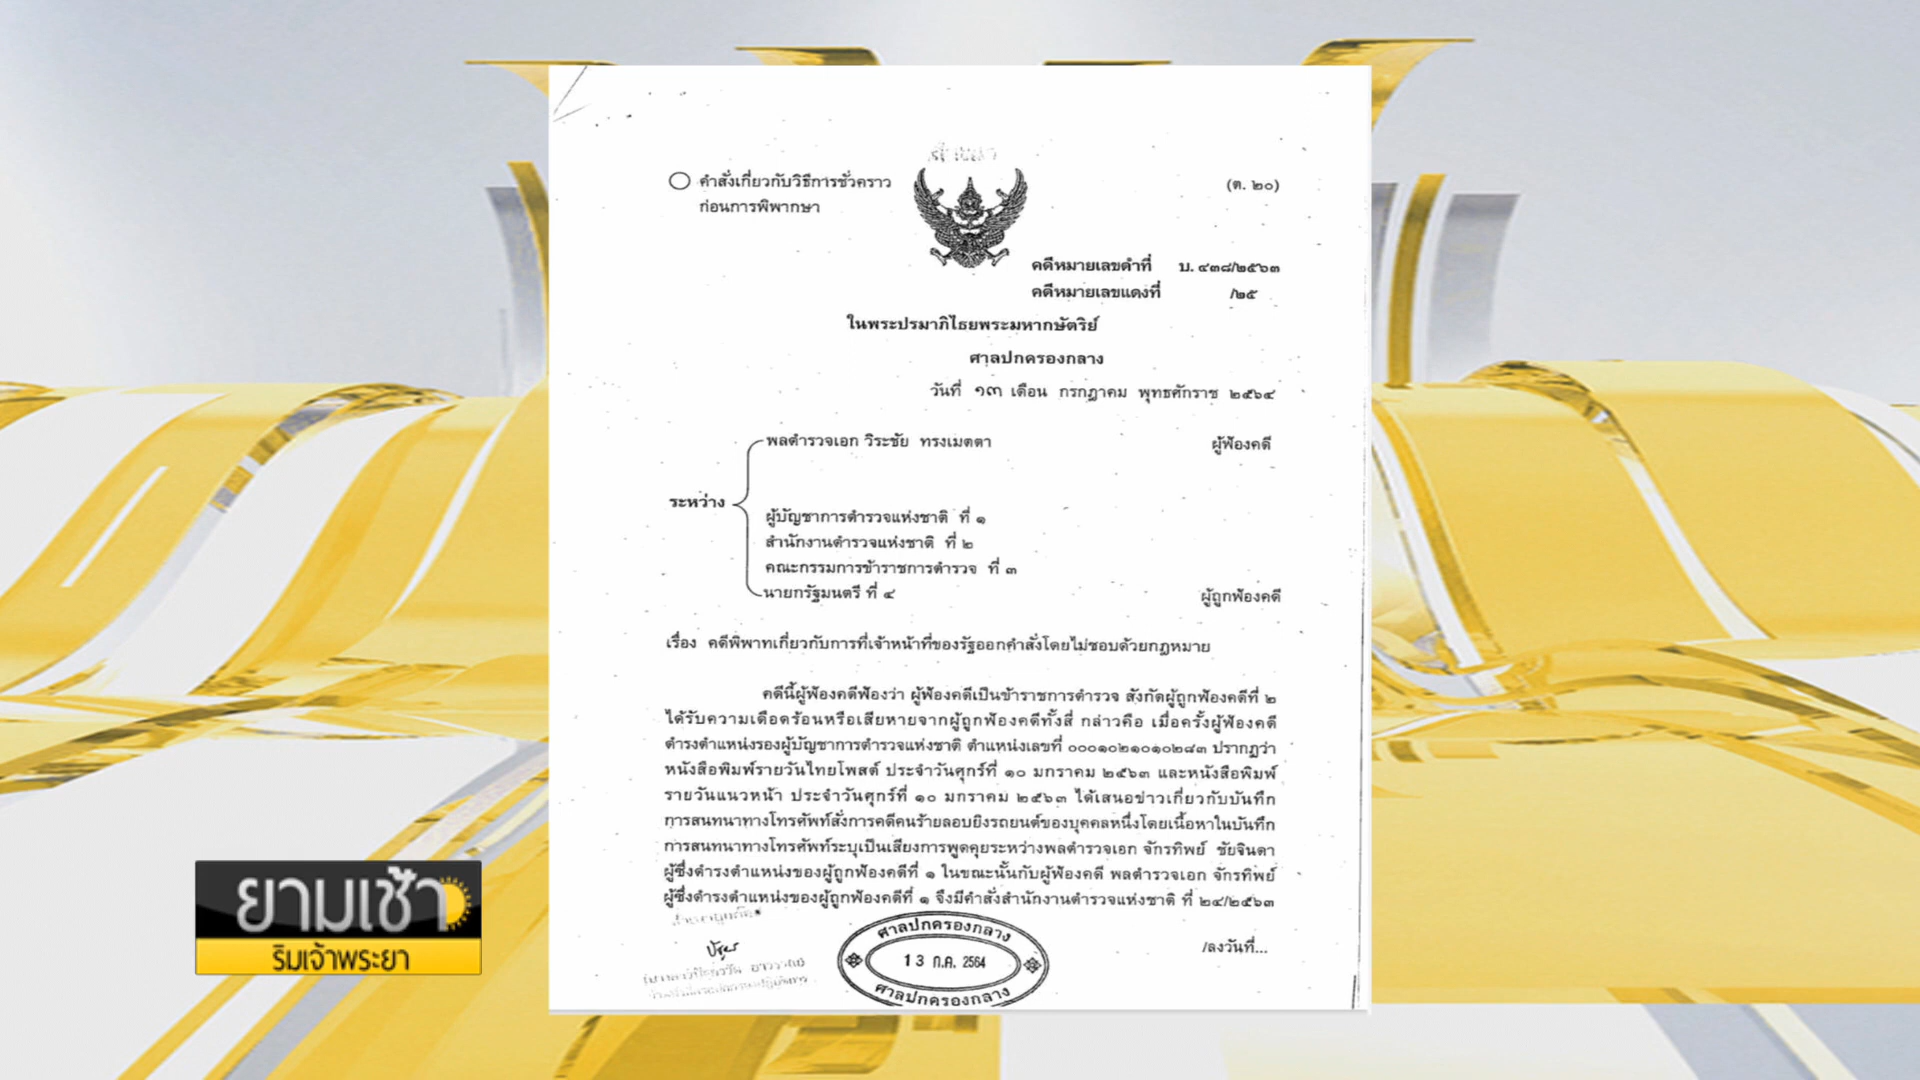 คำสั่งเกี่ยวกับวิธีการชั่วคราว
ก่อนการพิพากษา
(ต. ๒๐)
คดีหมายเลขดำที่ บ. ๔๓๘/๒๕๖๓
คดีหมายเลขแดงที่ /๒๕
ในพระปรมาภิไธยพระมหากษัตริย์
ศาลปกครองกลาง
วันที่ ๑๓ เดือน กรกฎาคม พุทธศักราช ๒๕๖๔
พลตำรวจเอก วิระชัย ทรงเมตตา ผู้ฟ้องคดี
ระหว่าง
ผู้บัญชาการตำรวจแห่งชาติ ที่ ๑
สำนักงานตำรวจแห่งชาติ ที่ ๒
คณะกรรมการข้าราชการตำรวจ ที่ ๓
นายกรัฐมนตรี ที่ ๔ ผู้ถูกฟ้องคดี
เรื่อง คดีพิพาทเกี่ยวกับการที่เจ้าหน้าที่ของรัฐออกคำสั่งโดยไม่ชอบด้วยกฎหมาย
คดีนี้ผู้ฟ้องคดีฟ้องว่า ผู้ฟ้องคดีเป็นข้าราชการตำรวจ สังกัดผู้ถูกฟ้องคดีที่ ๒
ได้รับความเดือดร้อนหรือเสียหายจากผู้ถูกฟ้องคดีทั้งสี่ กล่าวคือ เมื่อครั้งผู้ฟ้องคดี
ดำรงตำแหน่งรองผู้บัญชาการตำรวจแห่งชาติ ตำแหน่งเลขที่ ๐๐๐๑๐๒๑๐๑๐๒๘๓ ปรากฏว่า
หนังสือพิมพ์รายวันไทยโพสต์ ประจำวันศุกร์ที่ ๑๐ มกราคม ๒๕๖๓ และหนังสือพิมพ์
รายวันแนวหน้า ประจำวันศุกร์ที่ ๑๐ มกราคม ๒๕๖๓ ได้เสนอข่าวเกี่ยวกับบันทึก
การสนทนาทางโทรศัพท์สั่งการคดีคนร้ายลอบยิงรถยนต์ของบุคคลหนึ่งโดยเนื้อหาในบันทึก
การสนทนาทางโทรศัพท์ระบุเป็นเสียงการพูดคุยระหว่างพลตำรวจเอก จักรทิพย์ ชัยจินดา
ผู้ซึ่งดำรงตำแหน่งของผู้ถูกฟ้องคดีที่ ๑ ในขณะนั้นกับผู้ฟ้องคดี พลตำรวจเอก จักรทิพย์
ผู้ซึ่งดำรงตำแหน่งของผู้ถูกฟ้องคดีที่ ๑ จึงมีคำสั่งสำนักงานตำรวจแห่งชาติ ที่ ๒๔/๒๕๖๓
/ลงวันที่...
ศาลปกครองกลาง
13 ก.ค. 2564
ศาลปกครองกลาง
ยามเช้า
ริมเจ้าพระยา